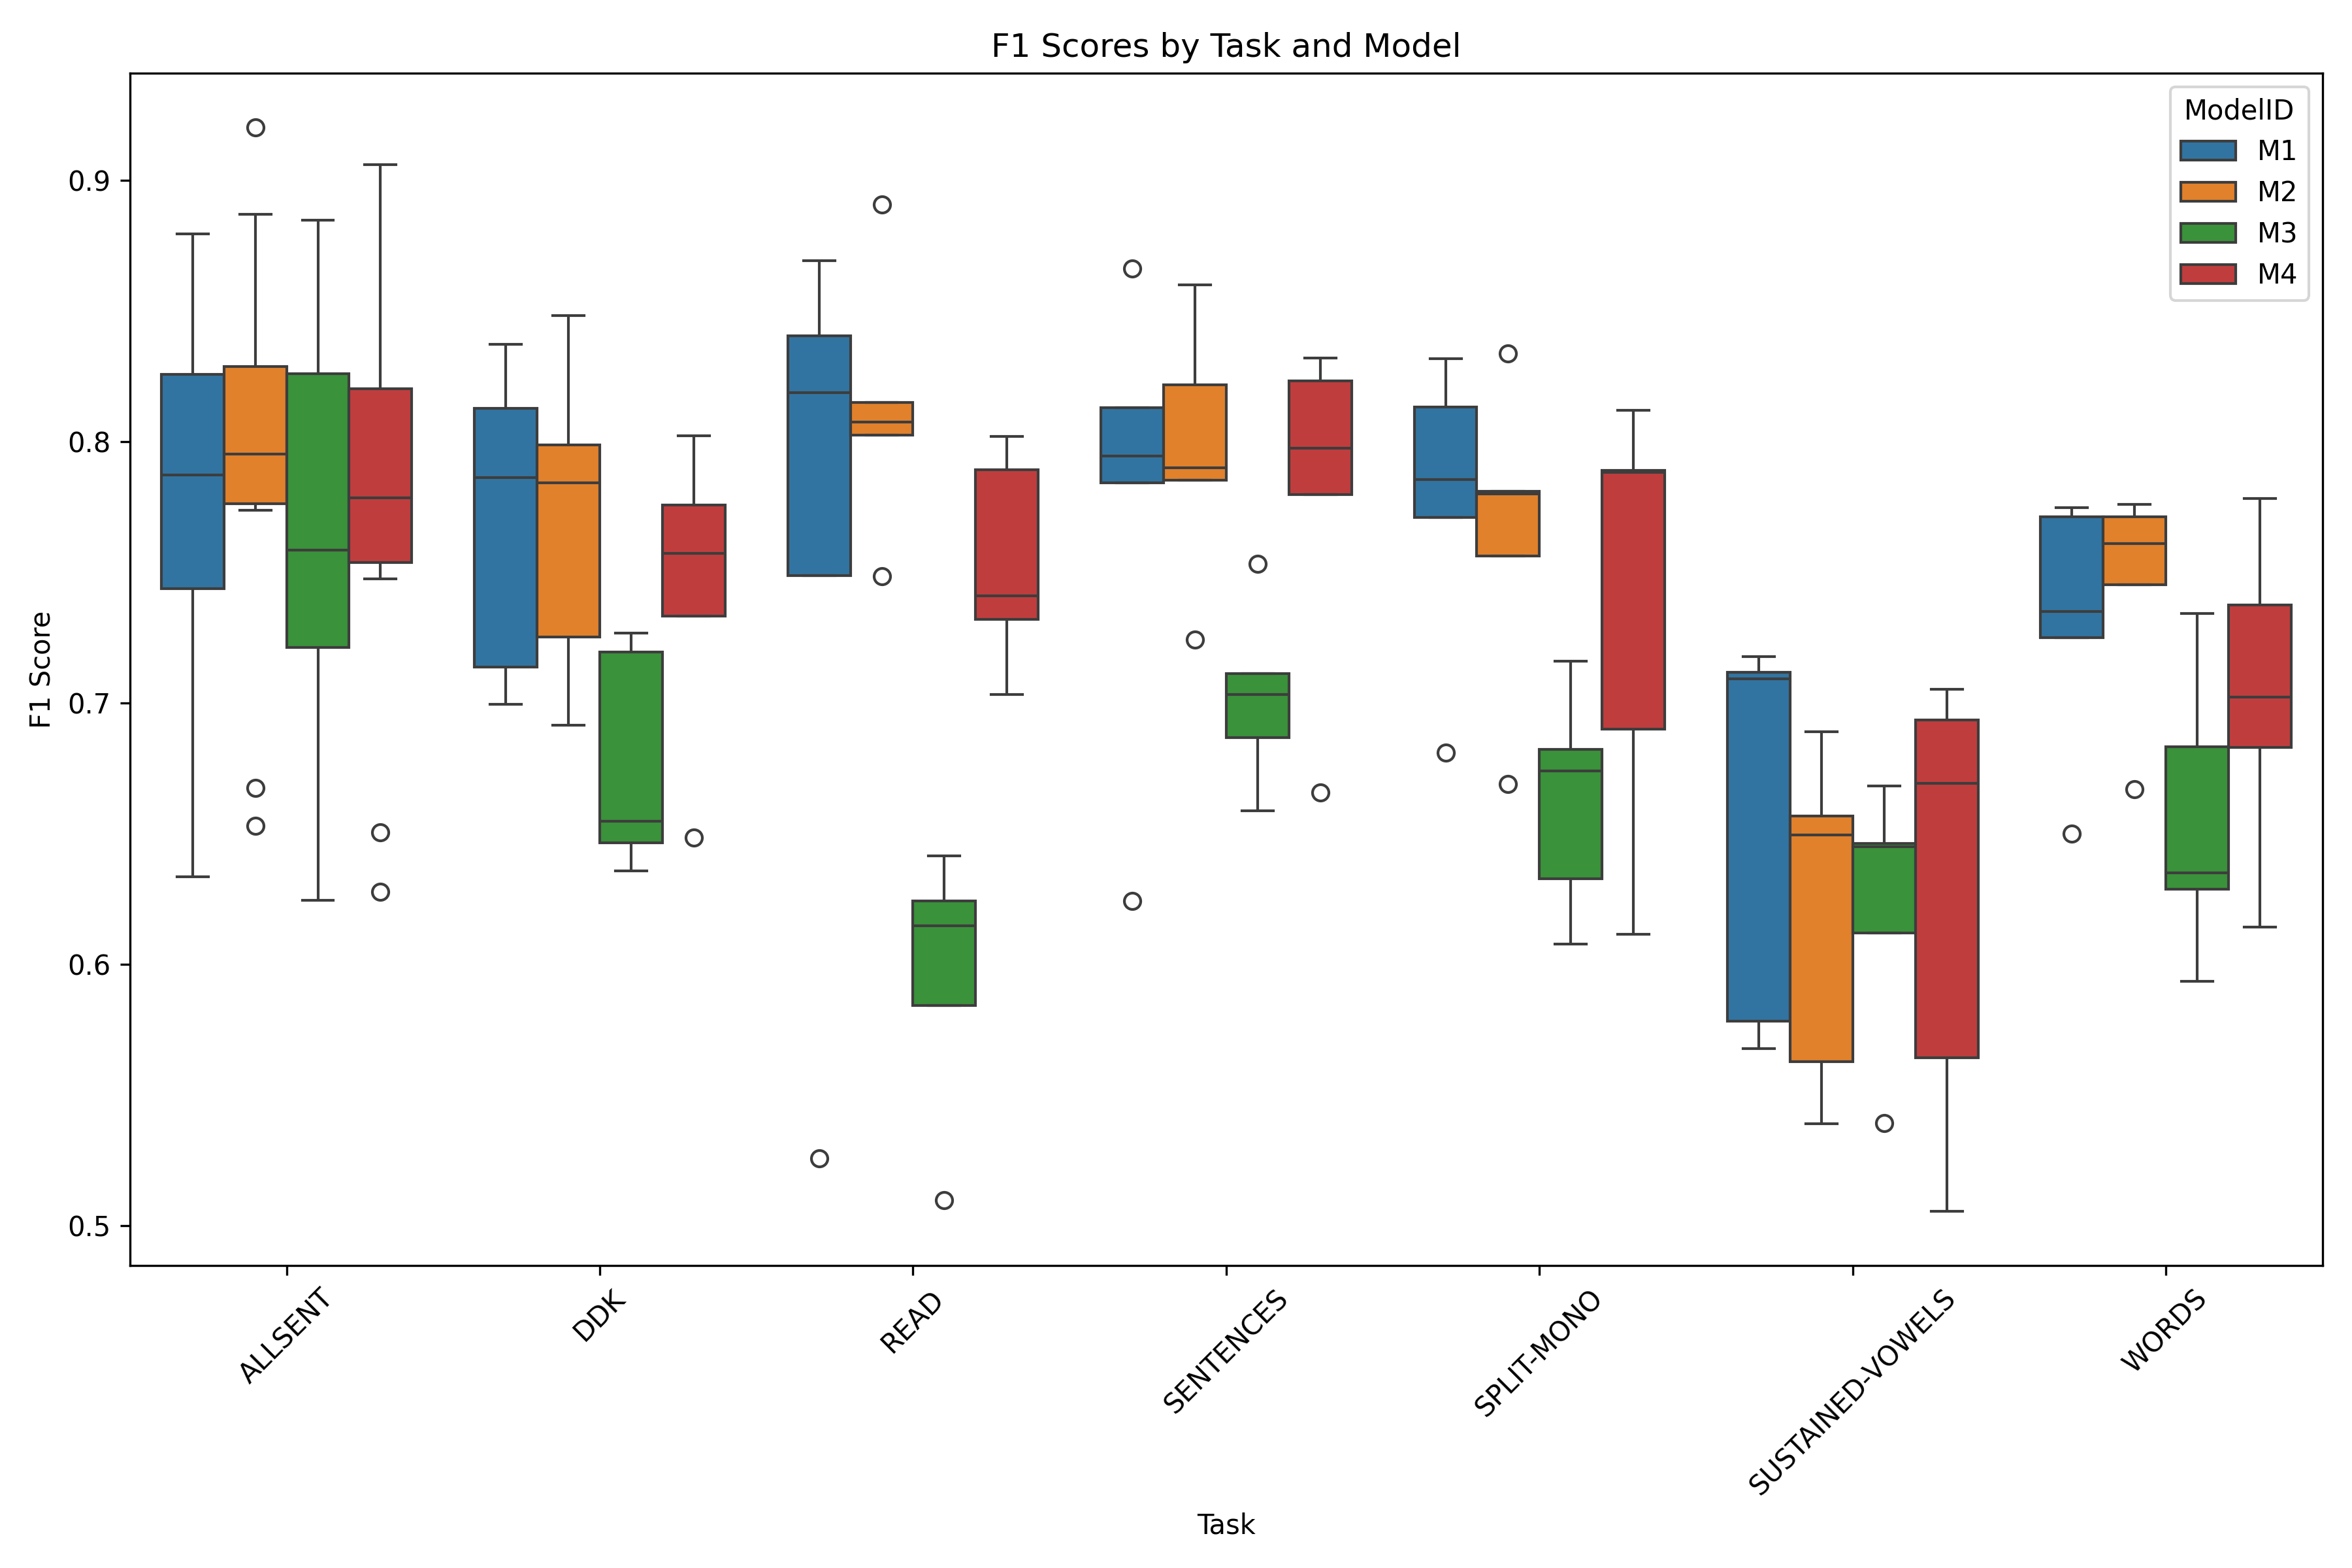 F1 Scores by Task and Model
ModelID
M1
M2
M3
M4
F1 Score
0.9
0.8
0.7
0.6
0.5
ALLSENT
DDK
READ
SENTENCES
SPLIT-MONO
SUSTAINED-VOWELS
WORDS
Task